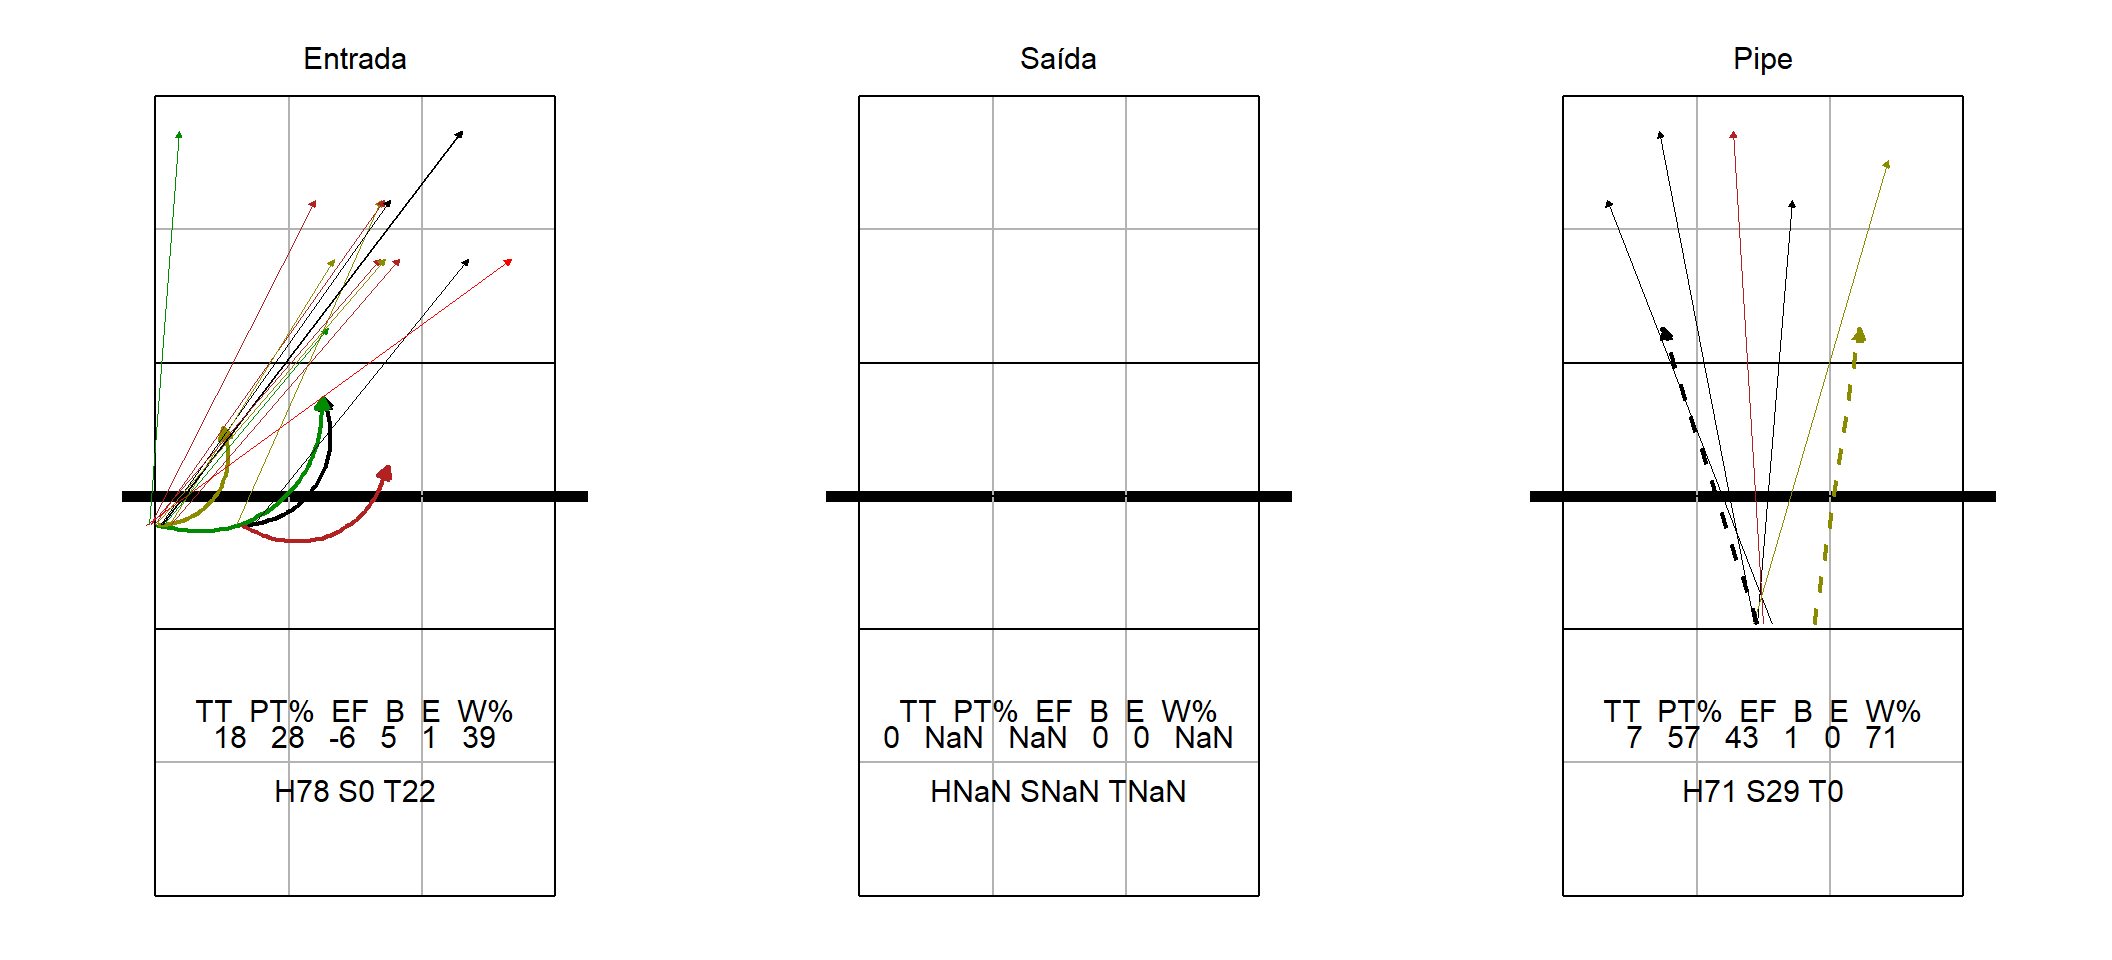 Entrada
TT PT% EF B E W%
18 28 -6 5 1 39
H78 S0 T22
Saída
TT PT% EF B E W%
0 NaN NaN 0 0 NaN
HNaN SNaN TNaN
Pipe
TT PT% EF B E W%
7 57 43 1 0 71
H71 S29 T0